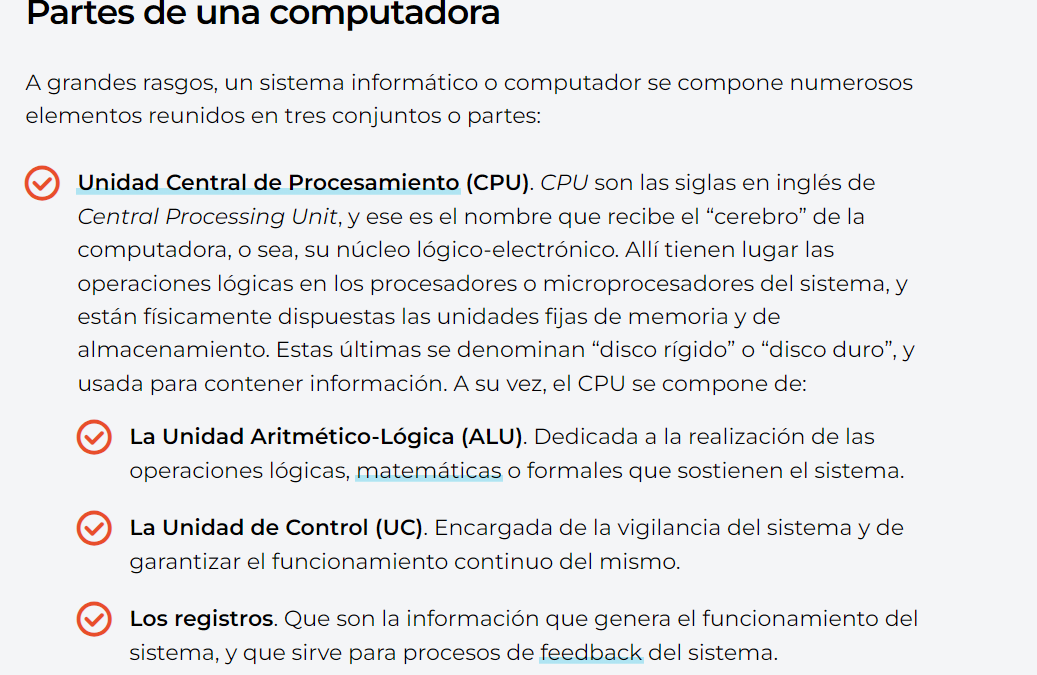 Partes de una computadora
A grandes rasgos, un sistema informático o computador se compone numerosos
elementos reunidos en tres conjuntos o partes:
Unidad Central de Procesamiento (CPU). CPU son las siglas en inglés de
Central Processing Unit, y ese es el nombre que recibe el “cerebro” de la
computadora, o sea, su núcleo lógico-electrónico. Allí tienen lugar las
operaciones lógicas en los procesadores o microprocesadores del sistema, y
están físicamente dispuestas las unidades fijas de memoria y de
almacenamiento. Estas últimas se denominan “disco rígido” o “disco duro”, y
usada para contener información. A su vez, el CPU se compone de:
La Unidad Aritmético-Lógica (ALU). Dedicada a la realización de las
operaciones lógicas, matemáticas o formales que sostienen el sistema.
La Unidad de Control (UC). Encargada de la vigilancia del sistema y de
garantizar el funcionamiento continuo del mismo.
Los registros. Que son la información que genera el funcionamiento del
sistema, y que sirve para procesos de feedback del sistema.